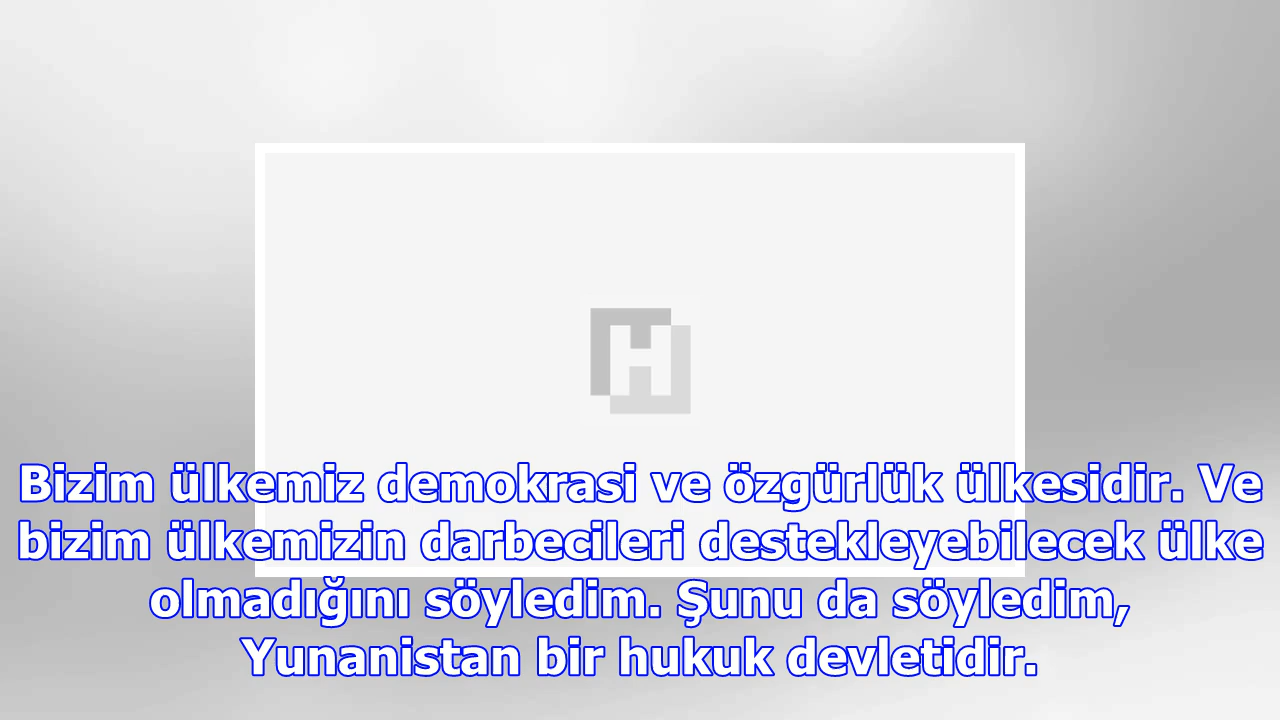 Bizim ülkemiz demokrasi ve özgürlük ülkesidir. Ve
bizim ülkemizin darbecileri destekleyebilecek ülke
olmadığını söyledim. Şunu da söyledim,
Yunanistan bir hukuk devletidir.